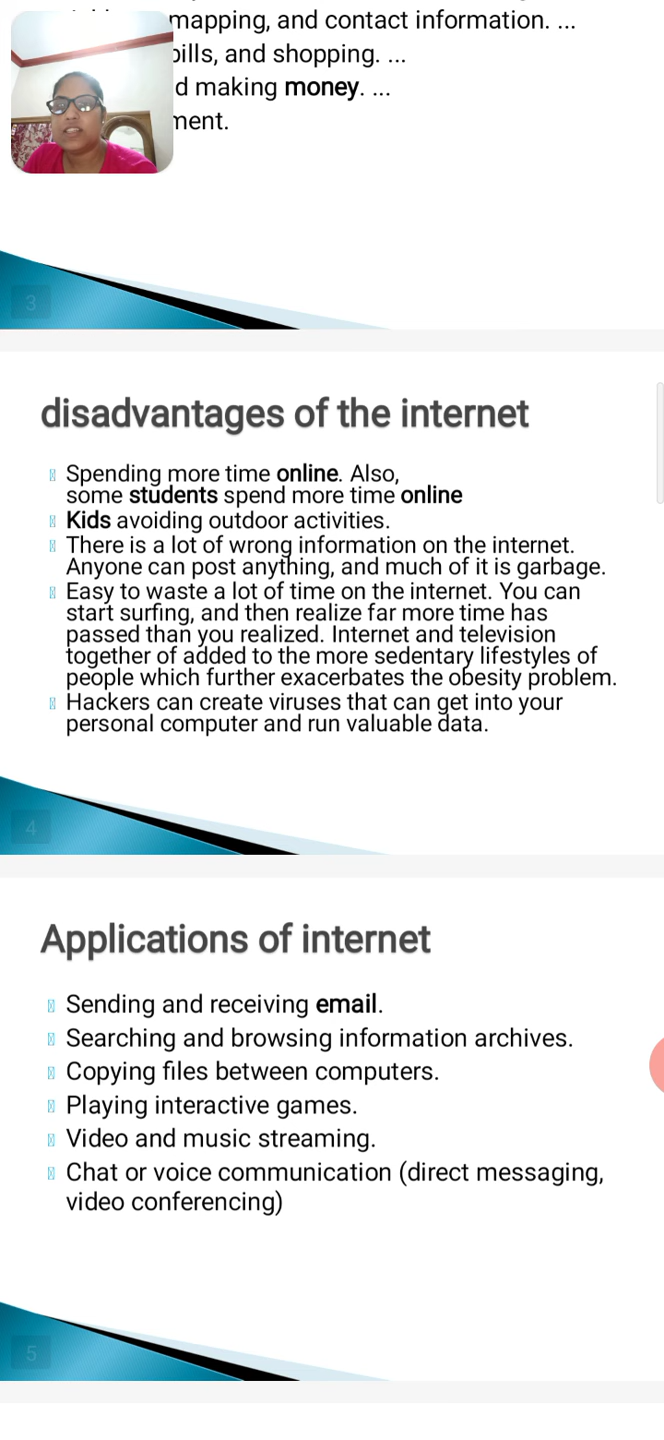 mapping, and contact information. ...
bills, and shopping. ...
d making money. ...
ment.
3
disadvantages of the internet
Spending more time online. Also,
some students spend more time online
Kids avoiding outdoor activities.
There is a lot of wrong information on the internet.
Anyone can post anything, and much of it is garbage.
Easy to waste a lot of time on the internet. You can
start surfing, and then realize far more time has
passed than you realized. Internet and television
together of added to the more sedentary lifestyles of
people which further exacerbates the obesity problem.
Hackers can create viruses that can get into your
personal computer and run valuable data.
4
Applications of internet
Sending and receiving email.
Searching and browsing information archives.
Copying files between computers.
Playing interactive games.
Video and music streaming.
Chat or voice communication (direct messaging,
video conferencing)
5